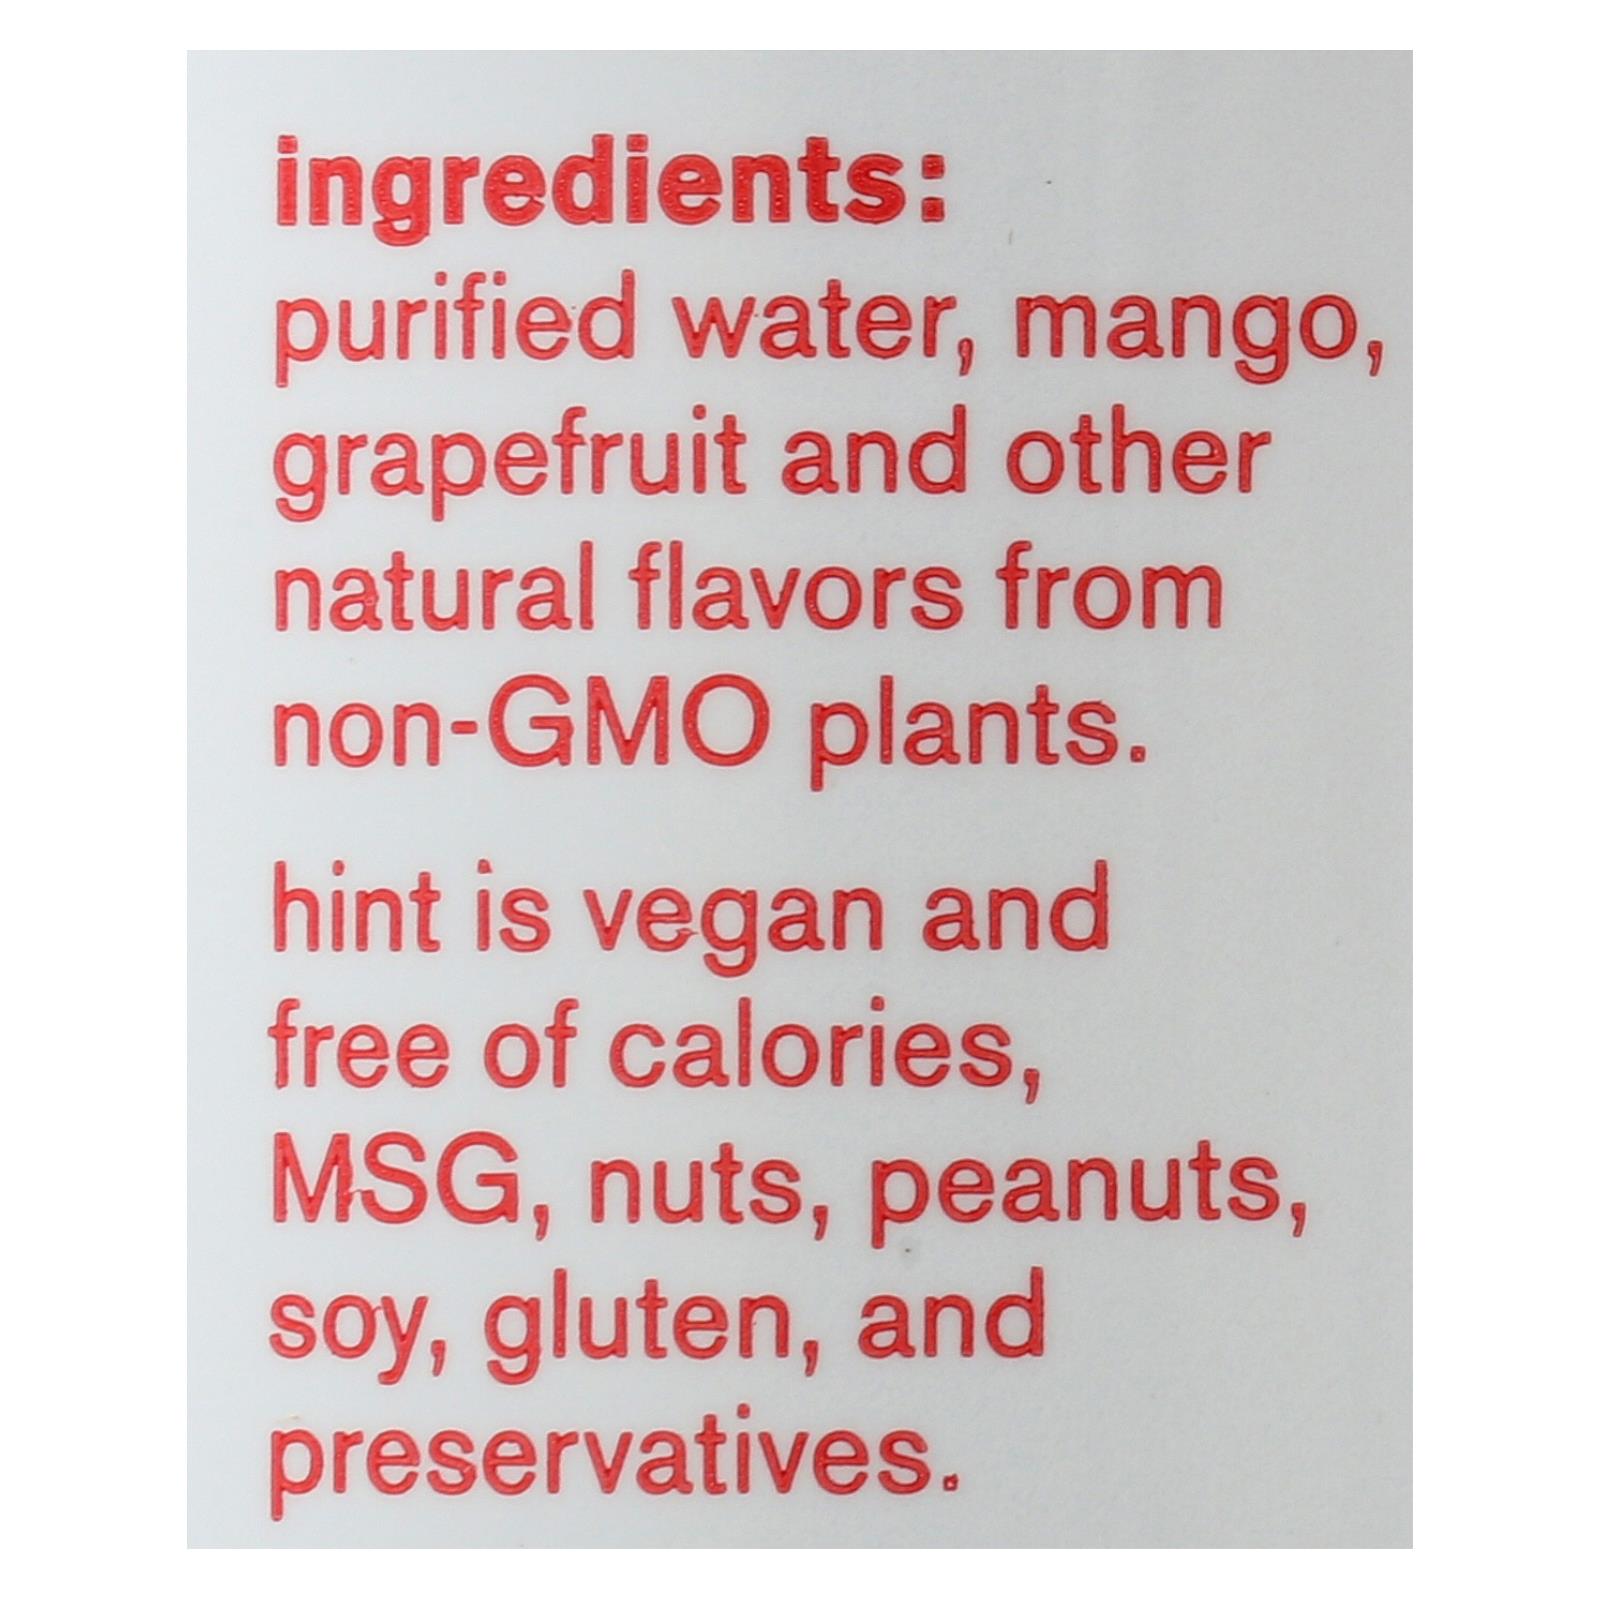 ingredients:
purified water, mango,
grapefruit and other
natural flavors from
non-GMO plants.
hint is vegan and
free of calories,
MSG, nuts, peanuts,
soy, gluten, and
preservatives.